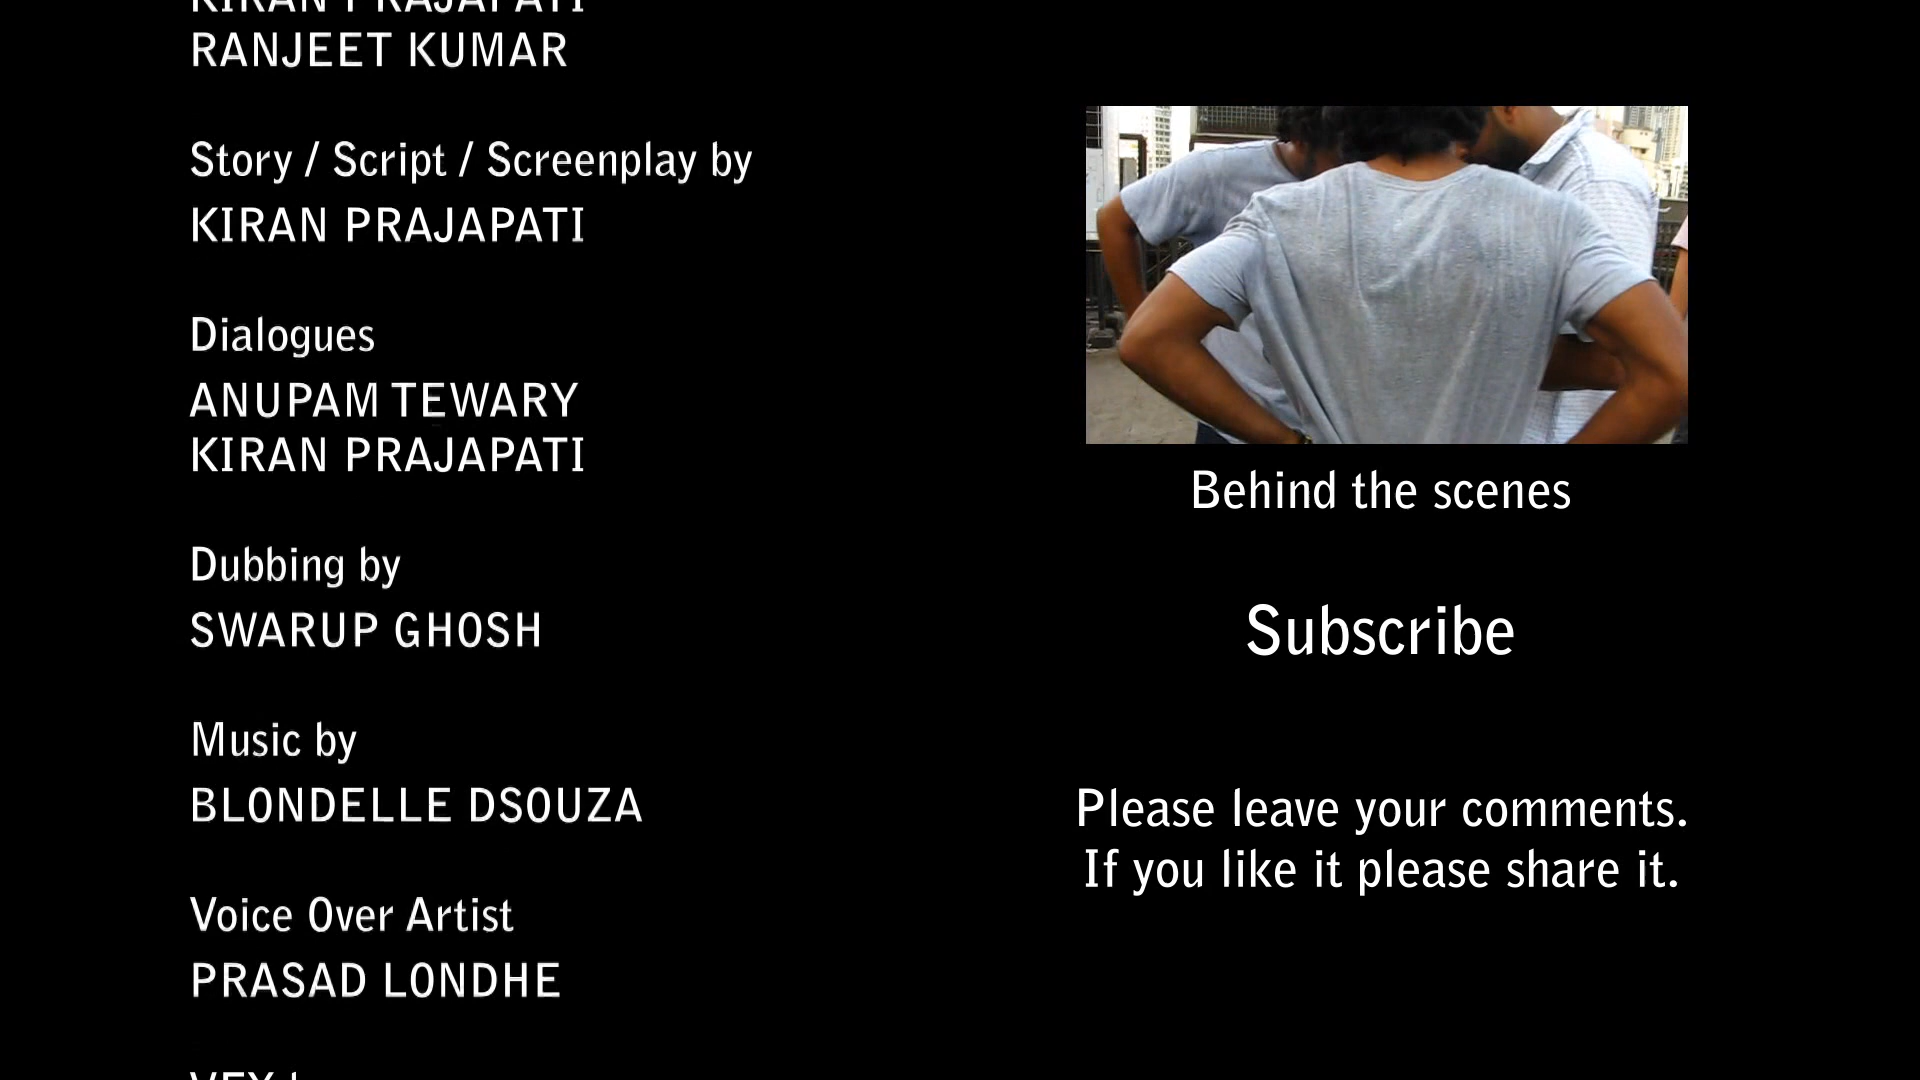 KIRAN PRAJAPATI
RANJEET KUMAR
Story / Script / Screenplay by
KIRAN PRAJAPATI
Dialogues
ANUPAM TEWARY
KIRAN PRAJAPATI
Dubbing by
SWARUP GHOSH
Music by
BLONDELLE DSOUZA
Voice Over Artist
PRASAD LONDHE
Behind the scenes
Subscribe
Please leave your comments.
If you like it please share it.